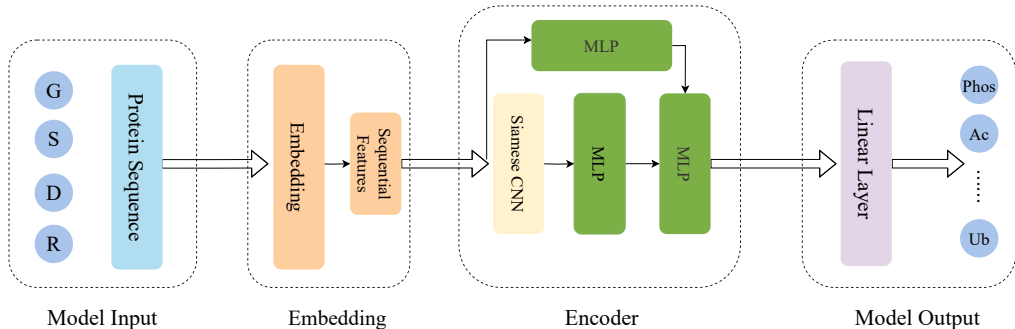 G
S
D
R
Protein Sequence
Model Input
Embedding
Sequential
Features
Embedding
MLP
Siamese CNN
MLP
MLP
Encoder
Linear Layer
Phos
Ac
......
Ub
Model Output